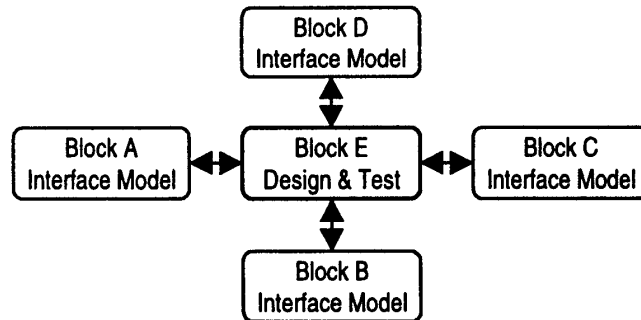 Block D
Interface Model
Block A
Interface Model
Block E
Design & Test
Block C
Interface Model
Block B
Interface Model